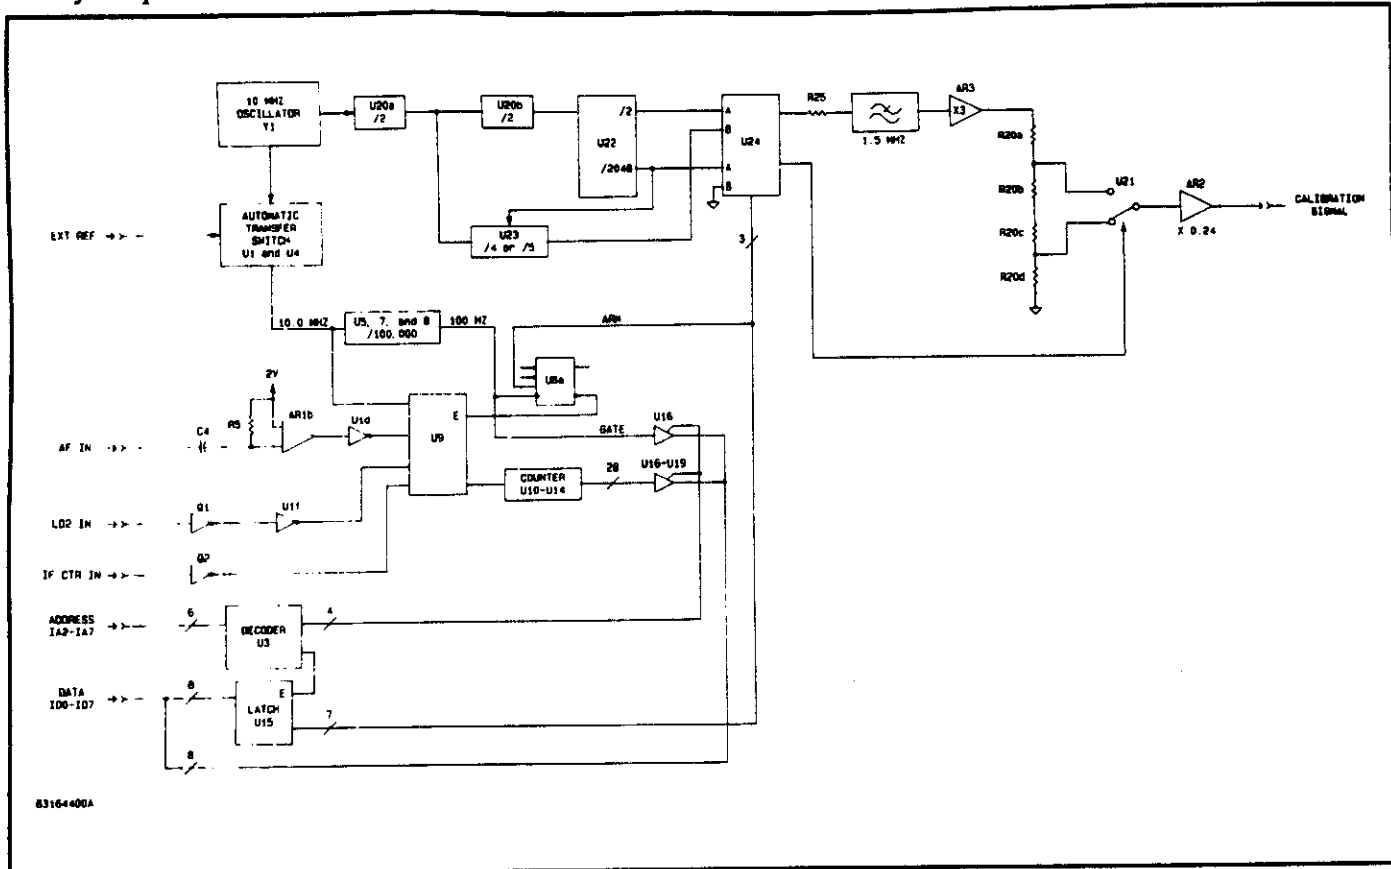 10 MHZ
OSCILLATOR
Y1
U20a
/2
U20b
/2
/2
U22
/2048
A
B
U24
A
B
R25
1.5 MHZ
AR3
X3
R20a
R20b
R20c
R20d
U21
AR2
X 0.24
CALIBRATION
SIGNAL
EXT REF
AUTOMATIC
TRANSFER
SWITCH
U1 and U4
U23
/4 or /5
3
10.0 MHZ
U5, 7, and 8
/100,000
100 HZ
ARM
2V
R5
AR1b
U1d
C4
AF IN
E
U9
GATE
U16
COUNTER
U10-U14
28
U16-U19
LO2 IN
Q1
U1f
IF CTR IN
Q2
ADDRESS
IA2-IA7
6
DECODER
U3
4
DATA
ID0-ID7
8
E
LATCH
U15
7
8
63164400A